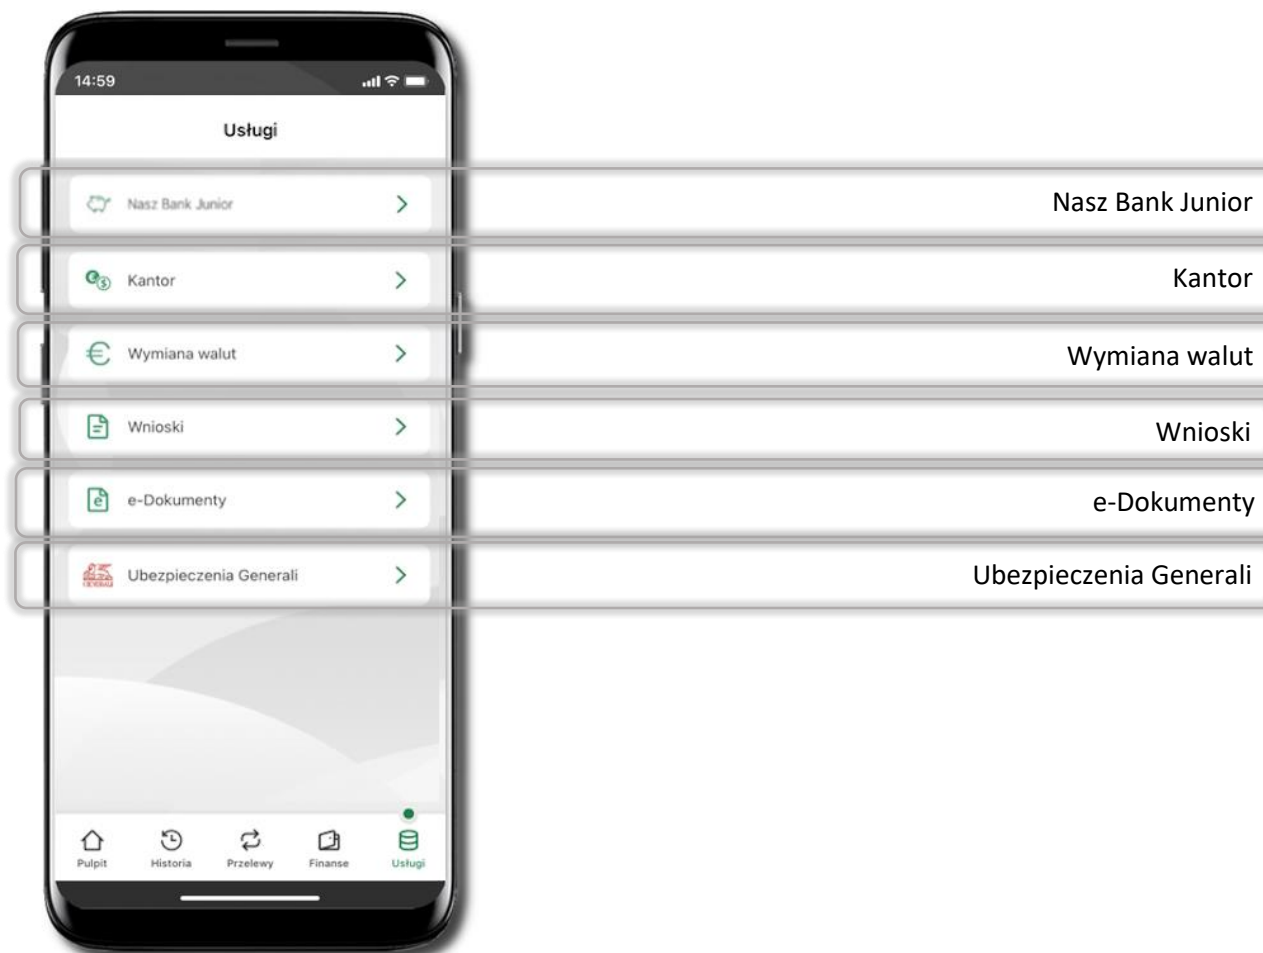 14:59
Usługi
Nasz Bank Junior
Nasz Bank Junior
Kantor
Kantor
Wymiana walut
Wymiana walut
Wnioski
Wnioski
e-Dokumenty
e-Dokumenty
Ubezpieczenia Generali
Ubezpieczenia Generali
Pulpit Historia Przelewy Finanse Usługi